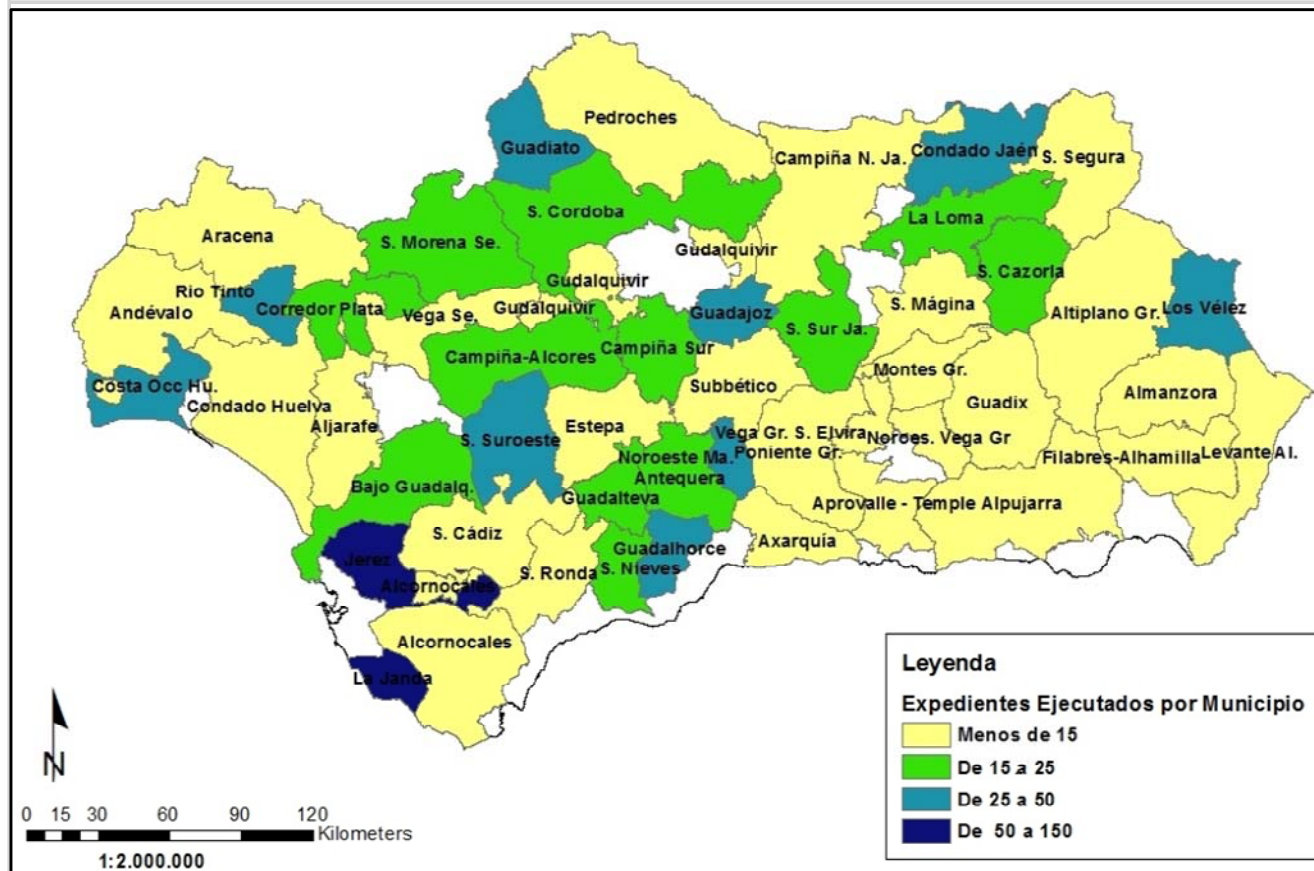 Pedroches
Guadiato
Campiña N. Ja.
Condado Jaén
S. Segura
S. Cordoba
La Loma
Aracena
S. Morena Se.
Gudalquivir
S. Cazorla
Gudalquivir
Rio Tinto
Andévalo
Corredor Plata
Vega Se.
Gudalquivir
Guadajoz
S. Sur Ja.
S. Mágina
Altiplano Gr.
Los Vélez
Campiña-Alcores
Campiña Sur
Costa Occ Hu.
Condado Huelva
Aljarafe
Subbético
Montes Gr.
Guadix
Almanzora
S. Suroeste
Estepa
Vega Gr. S. Elvira
Noroes. Vega Gr
Noroeste Ma.
Poniente Gr.
Filabres-Alhamilla
Levante Al.
Antequera
Bajo Guadalq.
Guadalteva
Aprovalle - Temple Alpujarra
S. Cádiz
Guadalhorce
Axarquía
Jerez
S. Ronda
S. Nieves
Alcornocales
Alcornocales
La Janda
Leyenda
Expedientes Ejecutados por Municipio
Menos de 15
De 15 a 25
De 25 a 50
De 50 a 150
N
0 15 30 60 90 120
Kilometers
1:2.000.000